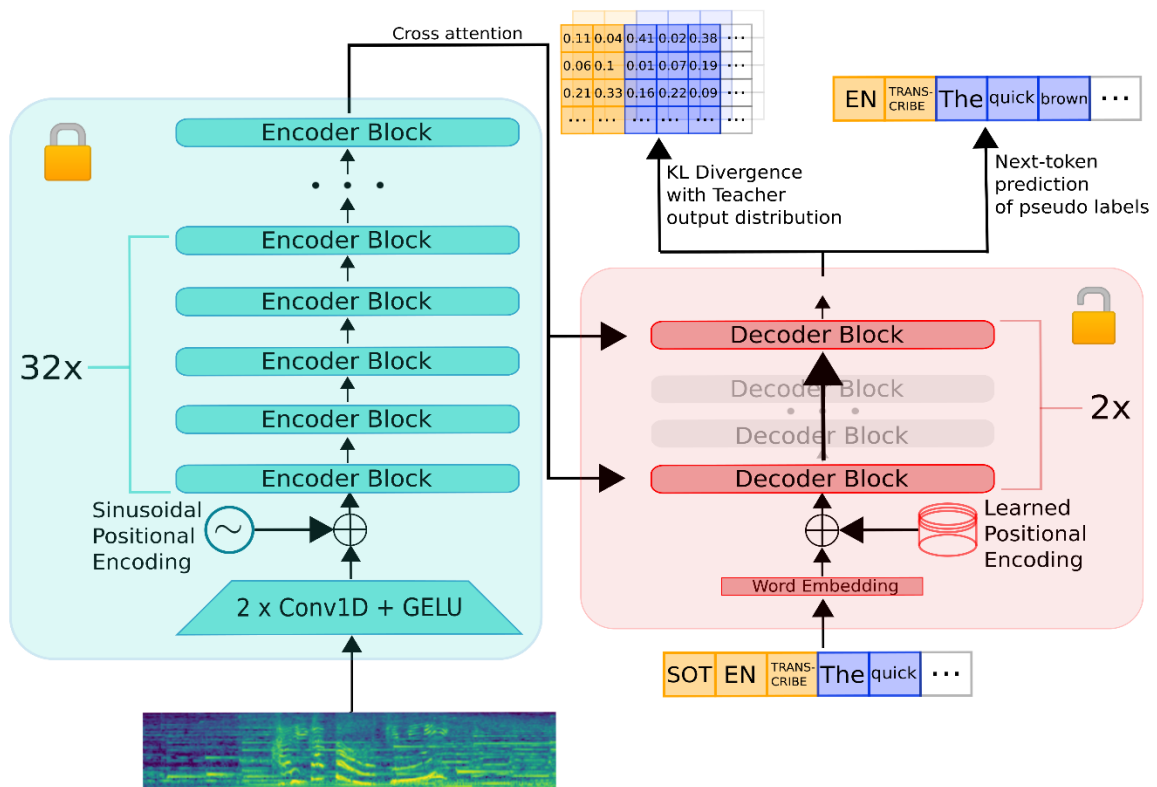 Cross attention
0.11 0.04 0.41 0.02 0.38 ...
0.06 0.1 0.01 0.07 0.19 ...
0.21 0.33 0.16 0.22 0.09 ...
... ... ... ... ... ...
EN TRANS-
CRIBE The quick brown ...
KL Divergence
with Teacher
output distribution
Next-token
prediction
of pseudo labels
Encoder Block
• • •
Encoder Block
Encoder Block
Encoder Block
Encoder Block
Encoder Block
32x
Sinusoidal
Positional
Encoding
~
2 x Conv1D + GELU
Decoder Block
Decoder Block
• • •
Decoder Block
Decoder Block
2x
Learned
Positional
Encoding
Word Embedding
SOT EN TRANS-
CRIBE The quick ...